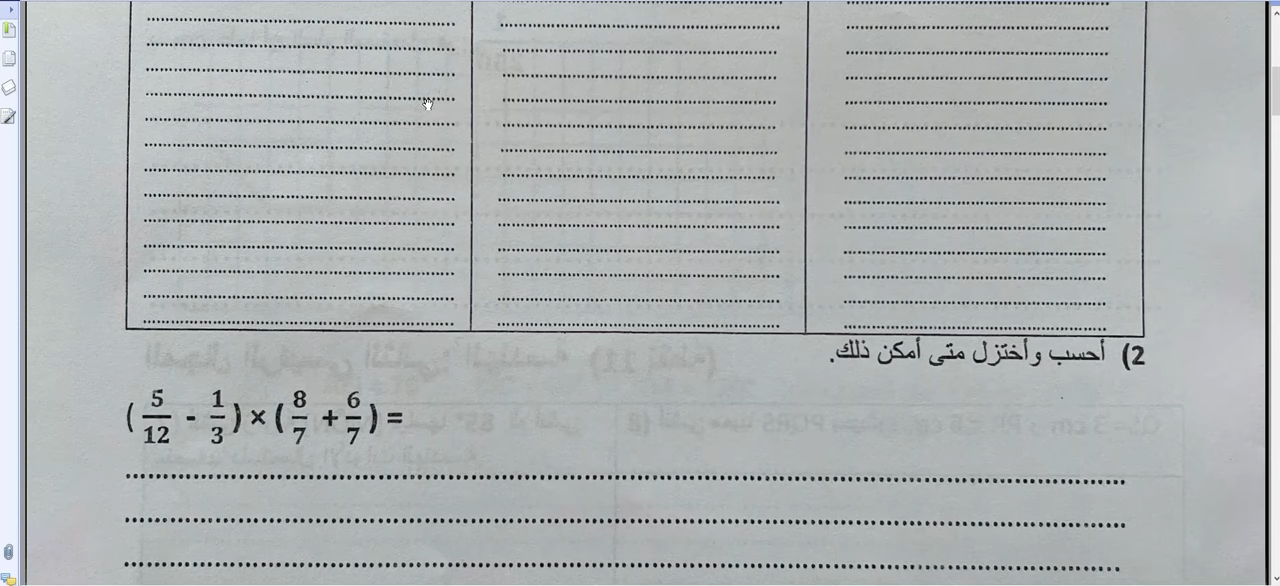 2) أحسب وأختزل متى أمكن ذلك.
( 5/12 - 1/3 ) × ( 8/7 + 6/7 ) =